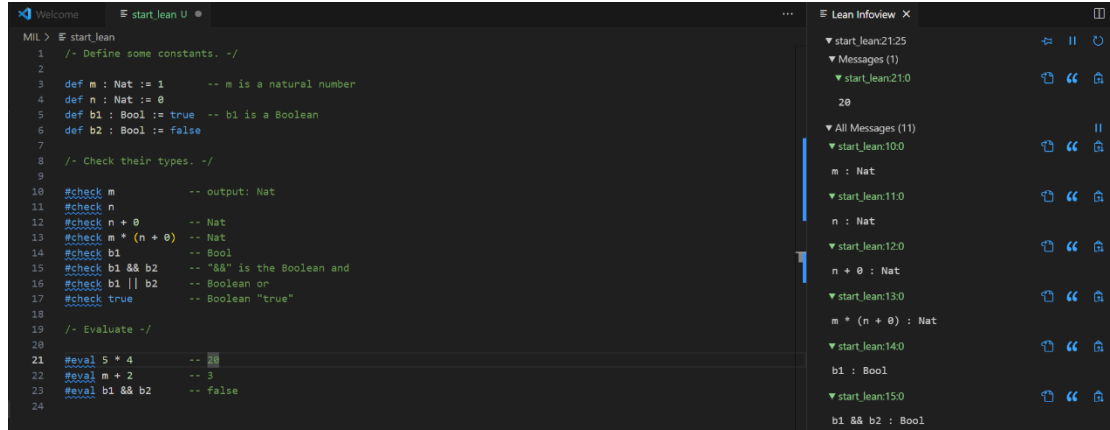 Welcome
start_lean U
MIL > start_lean
1 /- Define some constants. -/
2
3 def m : Nat := 1       -- m is a natural number
4 def n : Nat := 0
5 def b1 : Bool := true  -- b1 is a Boolean
6 def b2 : Bool := false
7
8 /- Check their types. -/
9
10 #check m            -- output: Nat
11 #check n
12 #check n + 0        -- Nat
13 #check m * (n + 0)  -- Nat
14 #check b1           -- Bool
15 #check b1 && b2     -- "&&" is the Boolean and
16 #check b1 || b2     -- Boolean or
17 #check true         -- Boolean "true"
18
19 /- Evaluate -/
20
21 #eval 5 * 4         -- 20
22 #eval m + 2         -- 3
23 #eval b1 && b2      -- false
24
Lean Infoview
start_lean:21:25
Messages (1)
start_lean:21:0
20
All Messages (11)
start_lean:10:0
m : Nat
start_lean:11:0
n : Nat
start_lean:12:0
n + 0 : Nat
start_lean:13:0
m * (n + 0) : Nat
start_lean:14:0
b1 : Bool
start_lean:15:0
b1 && b2 : Bool